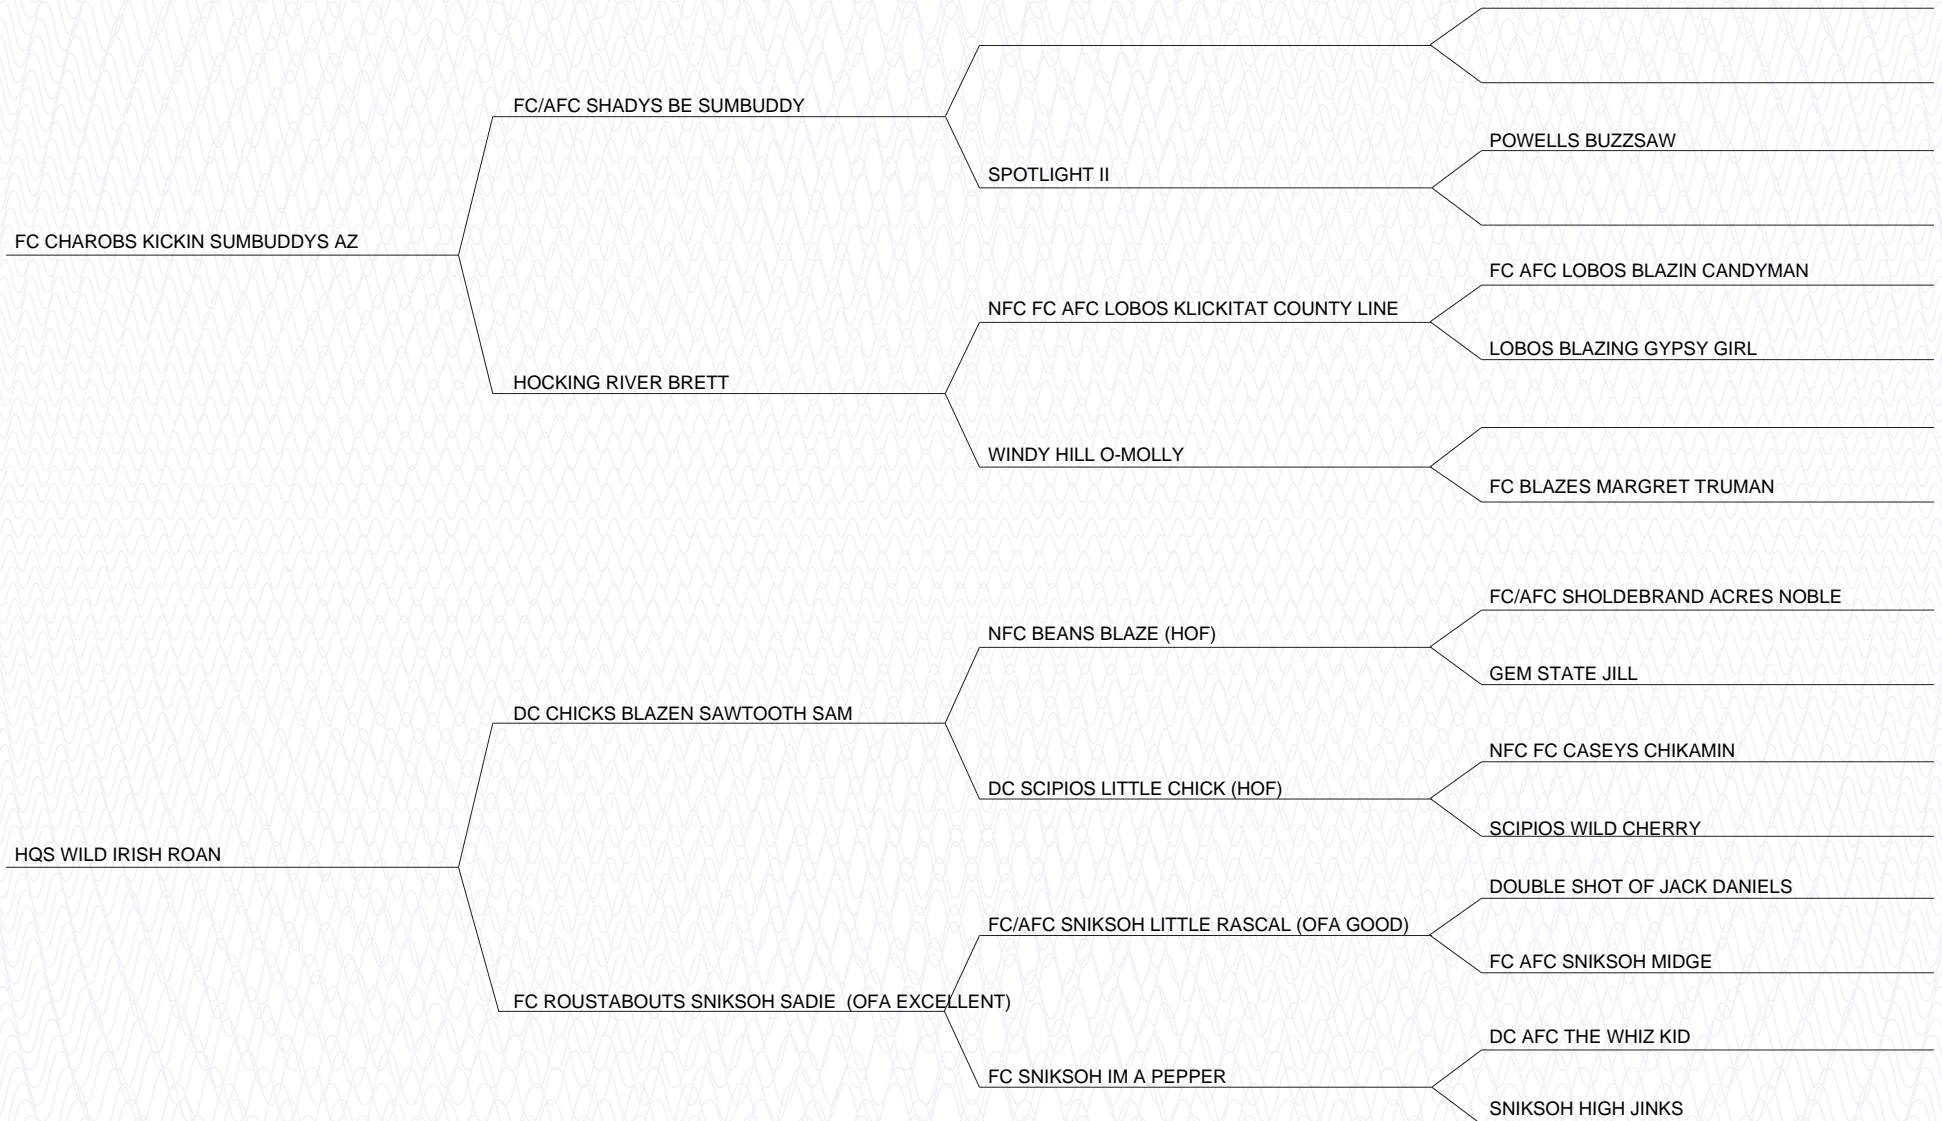 FC/AFC SHADYS BE SUMBUDDY
POWELLS BUZZSAW
SPOTLIGHT II
FC CHAROBS KICKIN SUMBUDDYS AZ
FC AFC LOBOS BLAZIN CANDYMAN
NFC FC AFC LOBOS KLICKITAT COUNTY LINE
LOBOS BLAZING GYPSY GIRL
HOCKING RIVER BRETT
WINDY HILL O-MOLLY
FC BLAZES MARGRET TRUMAN
FC/AFC SHOLDEBRAND ACRES NOBLE
NFC BEANS BLAZE (HOF)
GEM STATE JILL
DC CHICKS BLAZEN SAWTOOTH SAM
NFC FC CASEYS CHIKAMIN
DC SCIPIOS LITTLE CHICK (HOF)
SCIPIOS WILD CHERRY
HQS WILD IRISH ROAN
DOUBLE SHOT OF JACK DANIELS
FC/AFC SNIKSOH LITTLE RASCAL (OFA GOOD)
FC AFC SNIKSOH MIDGE
FC ROUSTABOUTS SNIKSOH SADIE  (OFA EXCELLENT)
DC AFC THE WHIZ KID
FC SNIKSOH IM A PEPPER
SNIKSOH HIGH JINKS